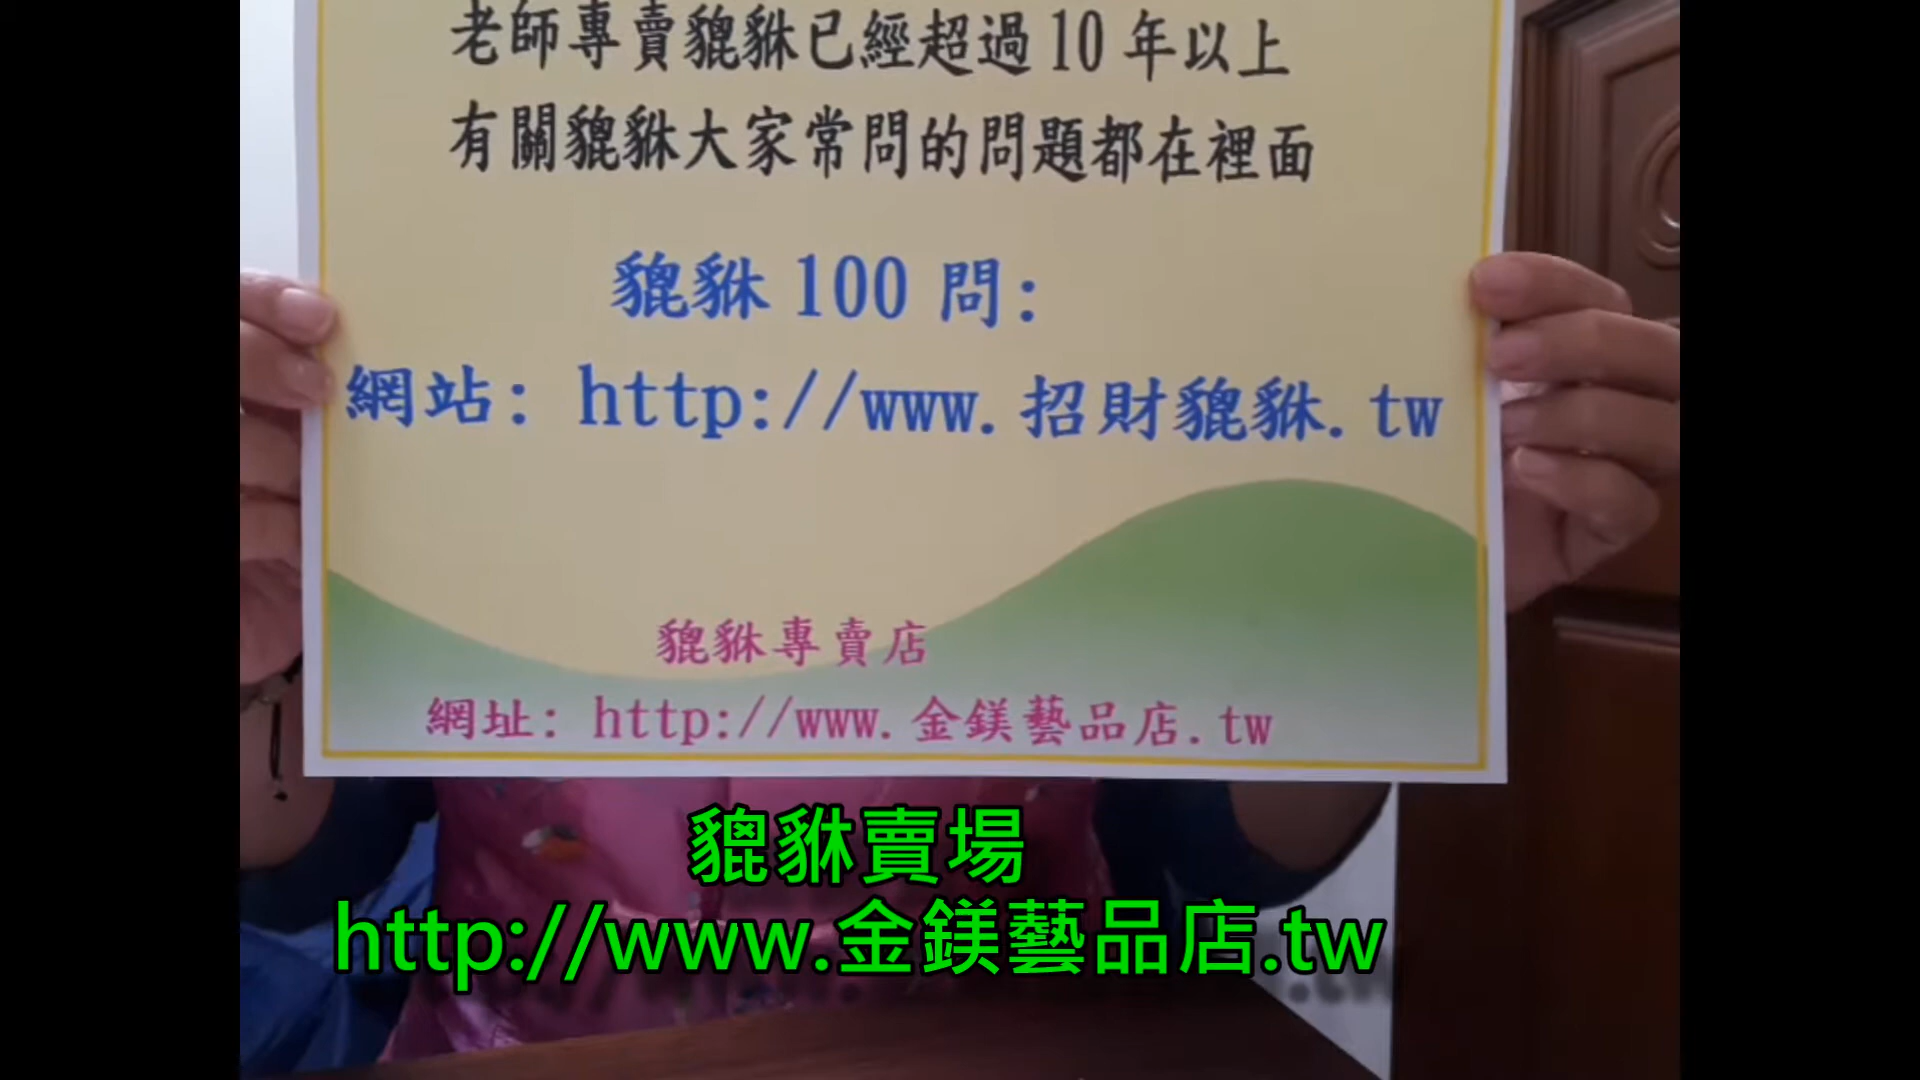 老師專賣貔貅已經超過10年以上
有關貔貅大家常問的問題都在裡面
貔貅100 問:
網站: http://www.招財貔貅.tw
貔貅專賣店
網址: http://www.金鎂藝品店.tw
貔貅賣場
http://www.金鎂藝品店.tw